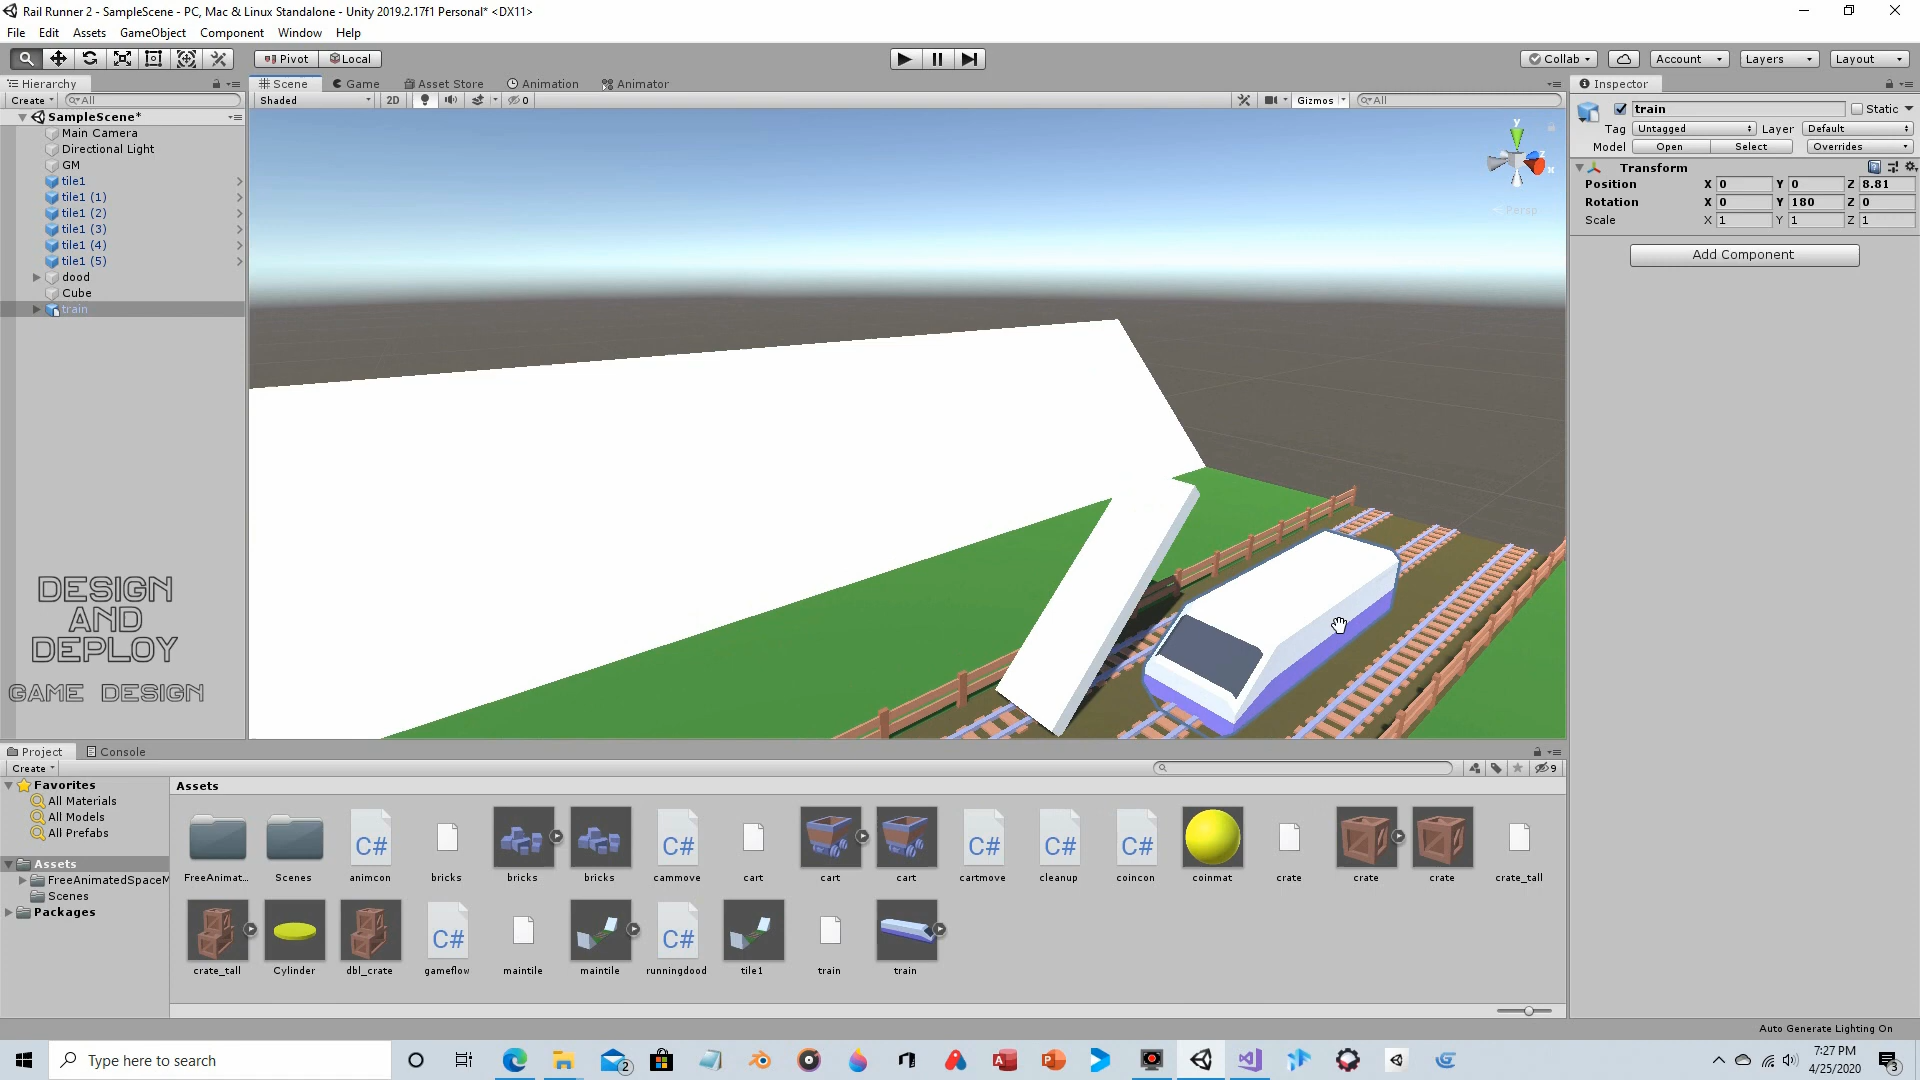 Rail Runner 2 - SampleScene - PC, Mac & Linux Standalone - Unity 2019.2.17f1 Personal* <DX11>
File Edit Assets GameObject Component Window Help
Pivot Local Collab Account Layers Layout
Hierarchy Scene Game Asset Store Animation Animator Inspector
Create All Shaded 2D 0 Gizmos All
SampleScene*
Main Camera
Directional Light
GM
tile1
tile1 (1)
tile1 (2)
tile1 (3)
tile1 (4)
tile1 (5)
dood
Cube
train
y
x
z
Persp
train Static
Tag Untagged Layer Default
Model Open Select Overrides
Transform
Position X 0 Y 0 Z 8.81
Rotation X 0 Y 180 Z 0
Scale X 1 Y 1 Z 1
Add Component
DESIGN
AND
DEPLOY
GAME DESIGN
Project Console
Create 9
Favorites
All Materials
All Models
All Prefabs
Assets
FreeAnimatedSpaceM
Scenes
Packages
Assets
C# C# C# C# C#
FreeAnimat... Scenes animcon bricks bricks bricks cammove cart cart cart cartmove cleanup coincon coinmat crate crate crate crate_tall
C# C#
crate_tall Cylinder dbl_crate gameflow maintile maintile runningdood tile1 train train
Auto Generate Lighting On
Type here to search
2
7:27 PM
4/25/2020
3